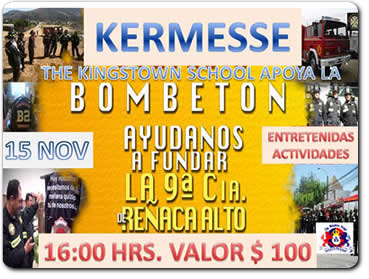 KERMESSE
THE KINGSTOWN SCHOOL APOYA LA
BOMBETON
15 NOV
AYUDANOS
A FUNDAR
LA 9ª Cia.
DE REÑACA ALTO
ENTRETENIDAS
ACTIVIDADES
16:00 HRS. VALOR $ 100